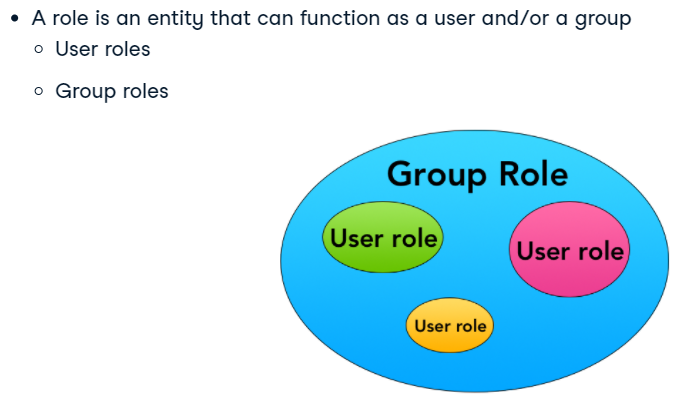 • A role is an entity that can function as a user and/or a group
○ User roles
○ Group roles
Group Role
User role
User role
User role